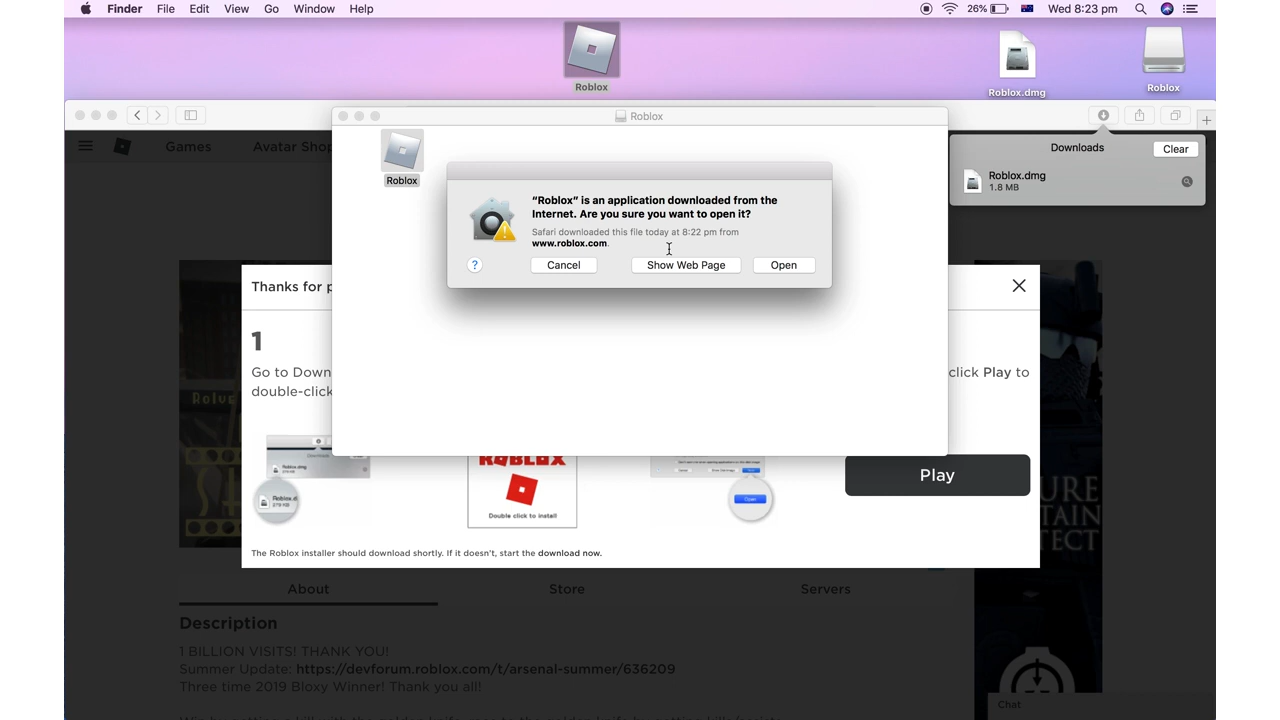 Finder File Edit View Go Window Help
26% Wed 8:23 pm
Roblox
Roblox.dmg
Roblox
Roblox
Games
Avatar Shop
Downloads
Clear
Roblox.dmg
1.8 MB
Roblox
“Roblox” is an application downloaded from the
Internet. Are you sure you want to open it?
Safari downloaded this file today at 8:22 pm from
www.roblox.com.
? Cancel Show Web Page Open
Thanks for p
1
Go to Down
double-click
click Play to
ROBLOX
Double click to install
Open
Play
The Roblox installer should download shortly. If it doesn't, start the download now.
About Store Servers
Description
1 BILLION VISITS! THANK YOU!
Summer Update: https://devforum.roblox.com/t/arsenal-summer/636209
Three time 2019 Bloxy Winner! Thank you all!
Chat